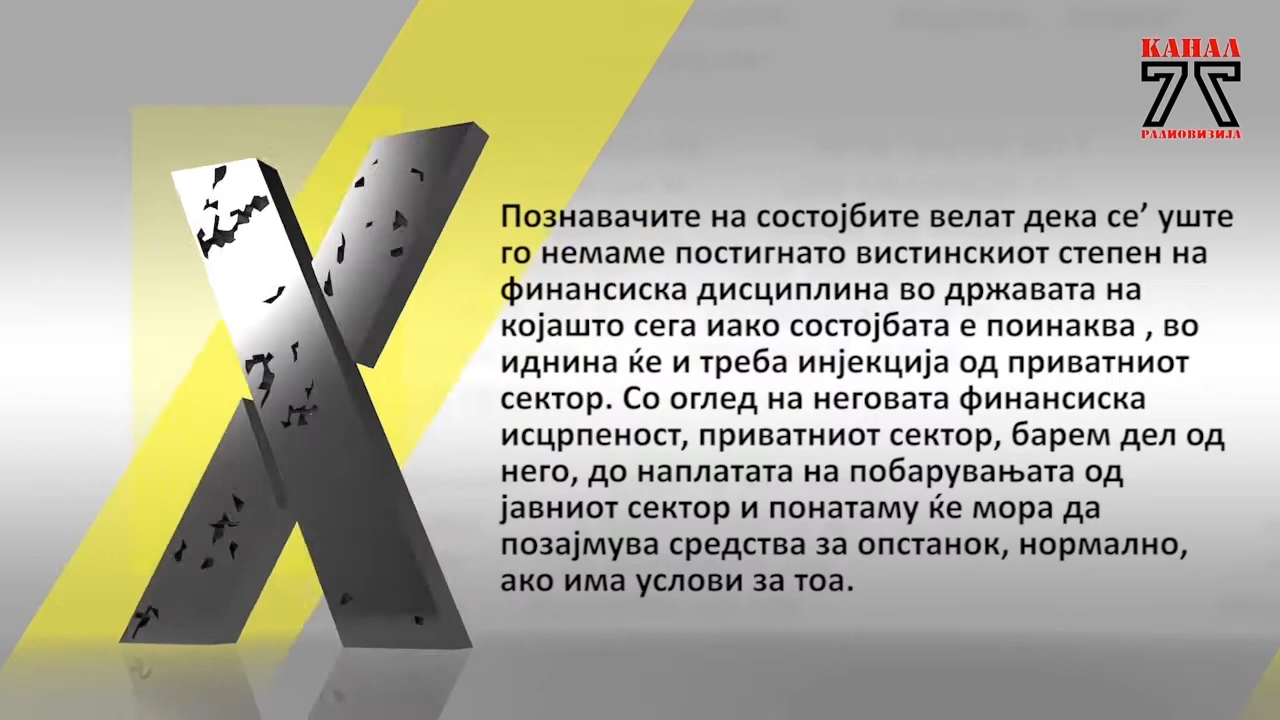 КАНАЛ
77
РАДИОВИЗИЈА
Познавачите на состојбите велат дека се’ уште
го немаме постигнато вистинскиот степен на
финансиска дисциплина во државата на
којашто сега иако состојбата е поинаква , во
иднина ќе и треба инјекција од приватниот
сектор. Со оглед на неговата финансиска
исцрпеност, приватниот сектор, барем дел од
него, до наплатата на побарувањата од
јавниот сектор и понатаму ќе мора да
позајмува средства за опстанок, нормално,
ако има услови за тоа.